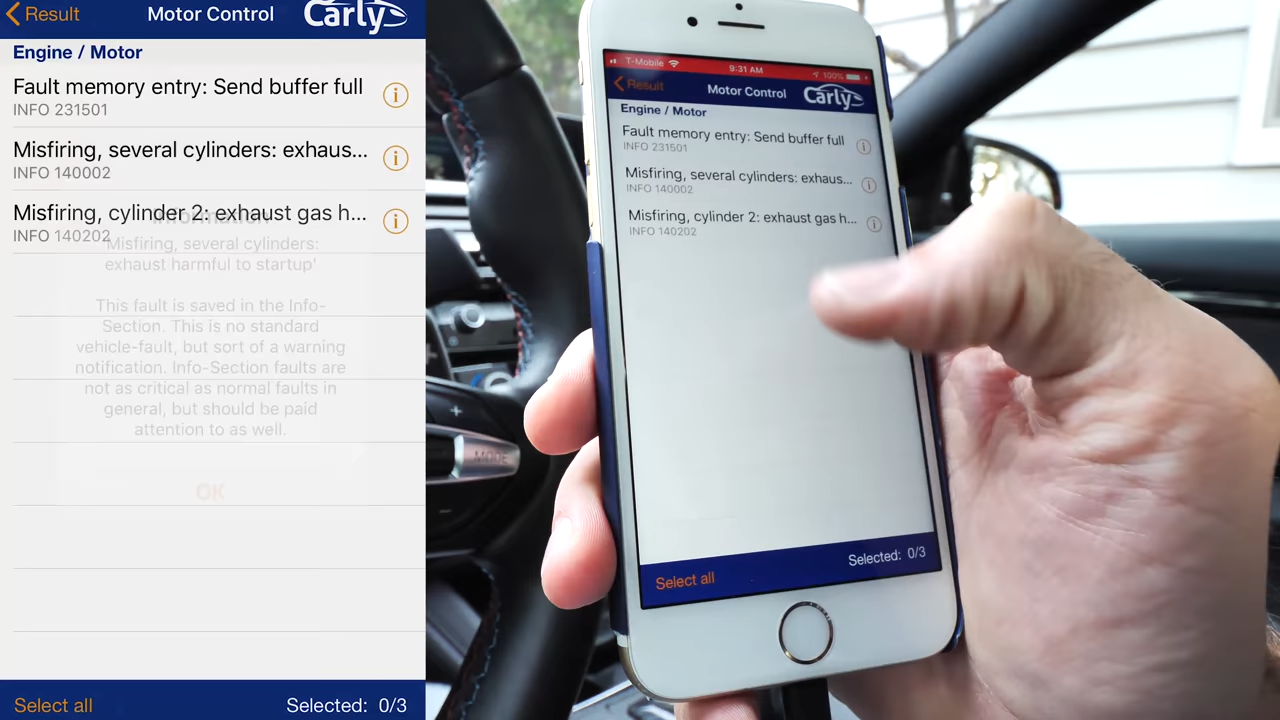 Result
Motor Control
Carly
Engine / Motor
Fault memory entry: Send buffer full
INFO 231501
Misfiring, several cylinders: exhaus...
INFO 140002
Misfiring, cylinder 2: exhaust gas h...
INFO 140202
Misfiring, several cylinders:
exhaust harmful to startup'
This fault is saved in the Info-
Section. This is no standard
vehicle-fault, but sort of a warning
notification. Info-Section faults are
not as critical as normal faults in
general, but should be paid
attention to as well.
OK
Select all
Selected: 0/3
T-Mobile
9:31 AM
100%
Result
Motor Control
Carly
Engine / Motor
Fault memory entry: Send buffer full
INFO 231501
Misfiring, several cylinders: exhaus...
INFO 140002
Misfiring, cylinder 2: exhaust gas h...
INFO 140202
Select all
Selected: 0/3
MODE